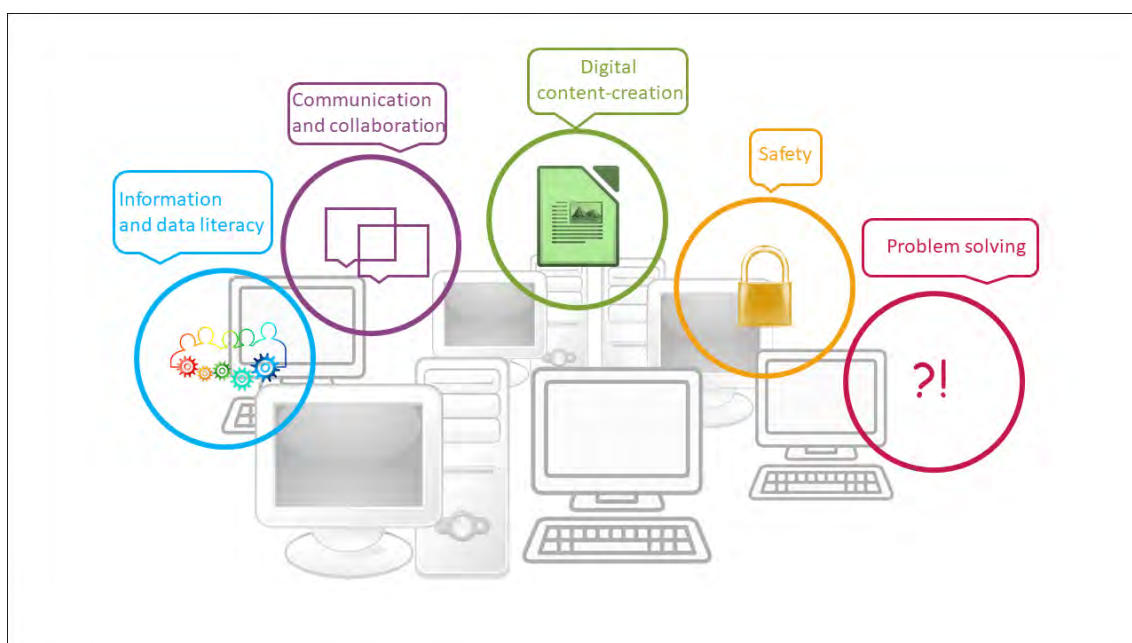 Information
and data literacy
Communication
and collaboration
Digital
content-creation
Safety
Problem solving
?!